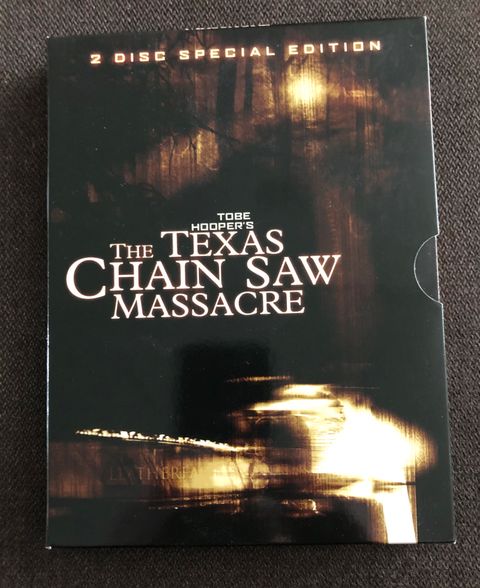 2 DISC SPECIAL EDITION
TOBE
HOOPER'S
THE TEXAS
CHAIN SAW
MASSACRE